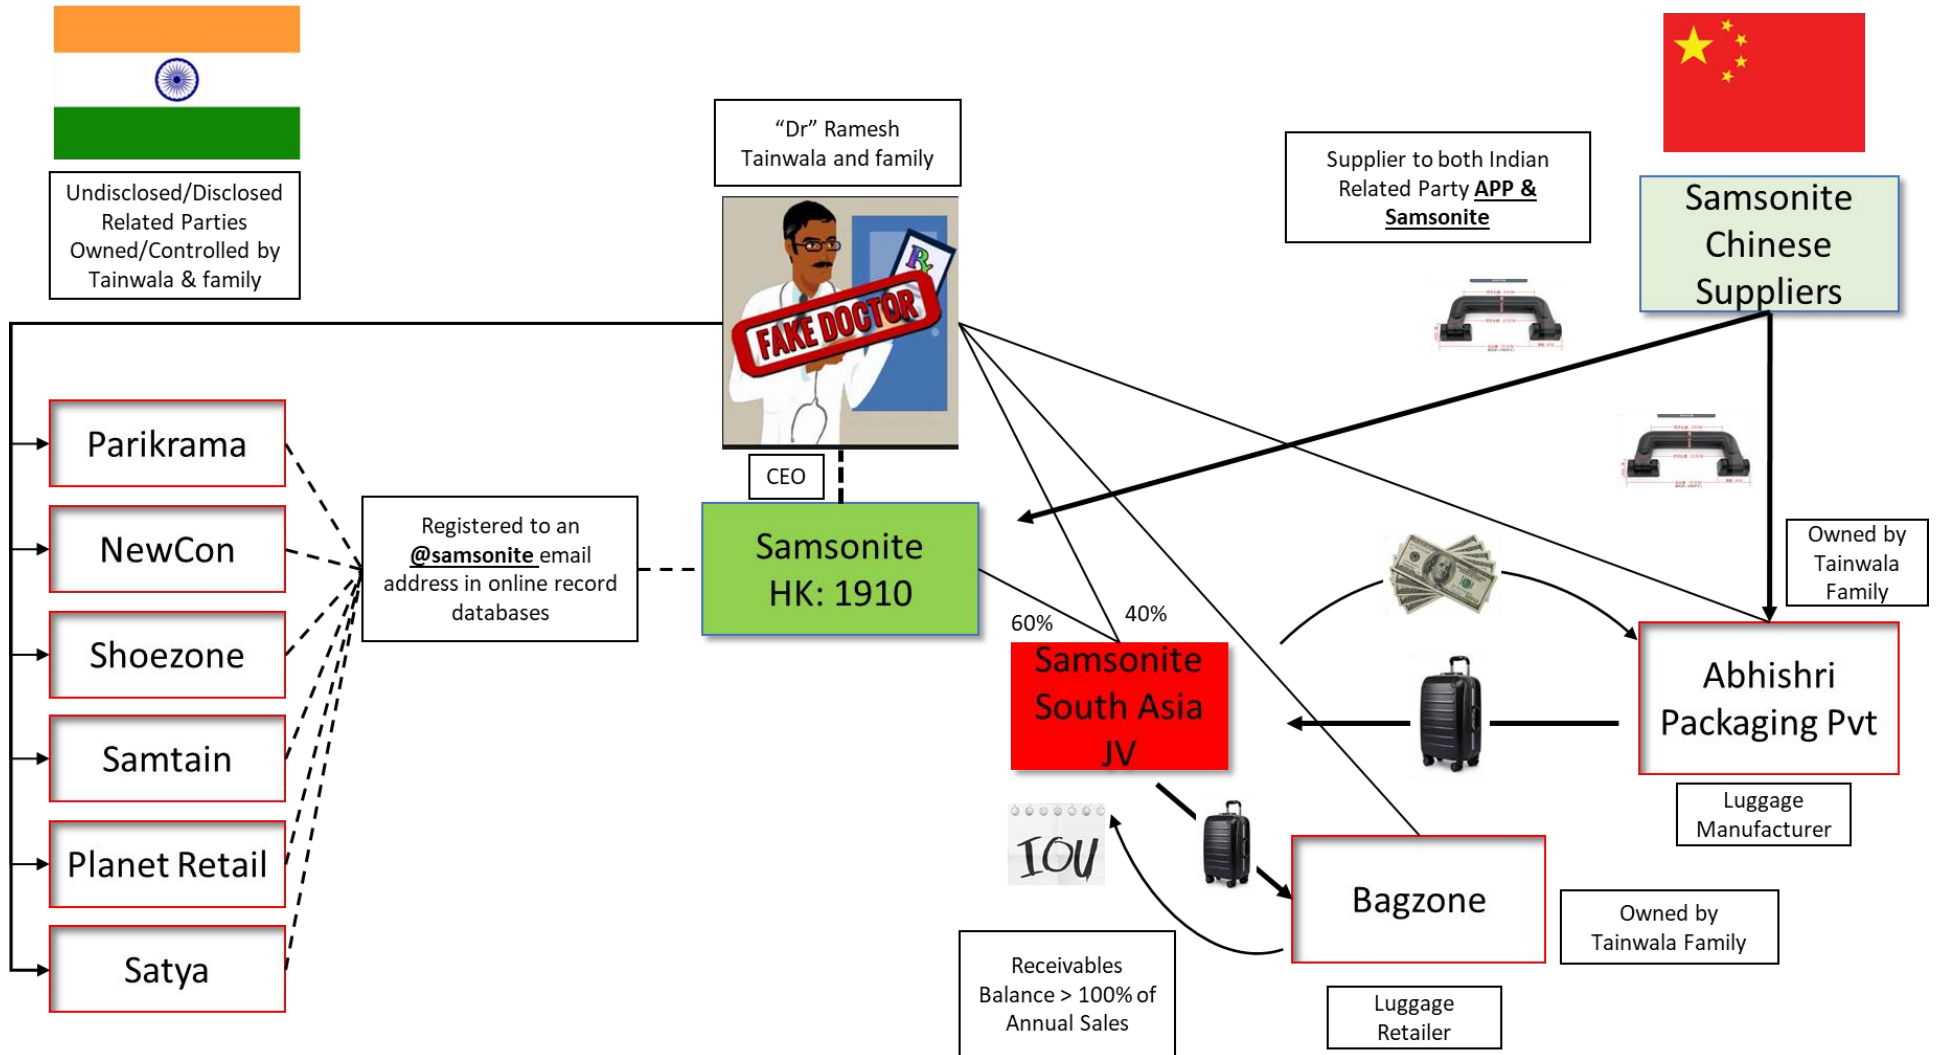 Undisclosed/Disclosed
Related Parties
Owned/Controlled by
Tainwala & family
“Dr” Ramesh
Tainwala and family
Supplier to both Indian
Related Party APP &
Samsonite
Samsonite
Chinese
Suppliers
FAKE DOCTOR
CEO
Parikrama
NewCon
Shoezone
Samtain
Planet Retail
Satya
Registered to an
@samsonite email
address in online record
databases
Samsonite
HK: 1910
60%
40%
Samsonite
South Asia
JV
Owned by
Tainwala
Family
Abhishri
Packaging Pvt
Luggage
Manufacturer
IOU
Bagzone
Owned by
Tainwala Family
Receivables
Balance > 100% of
Annual Sales
Luggage
Retailer